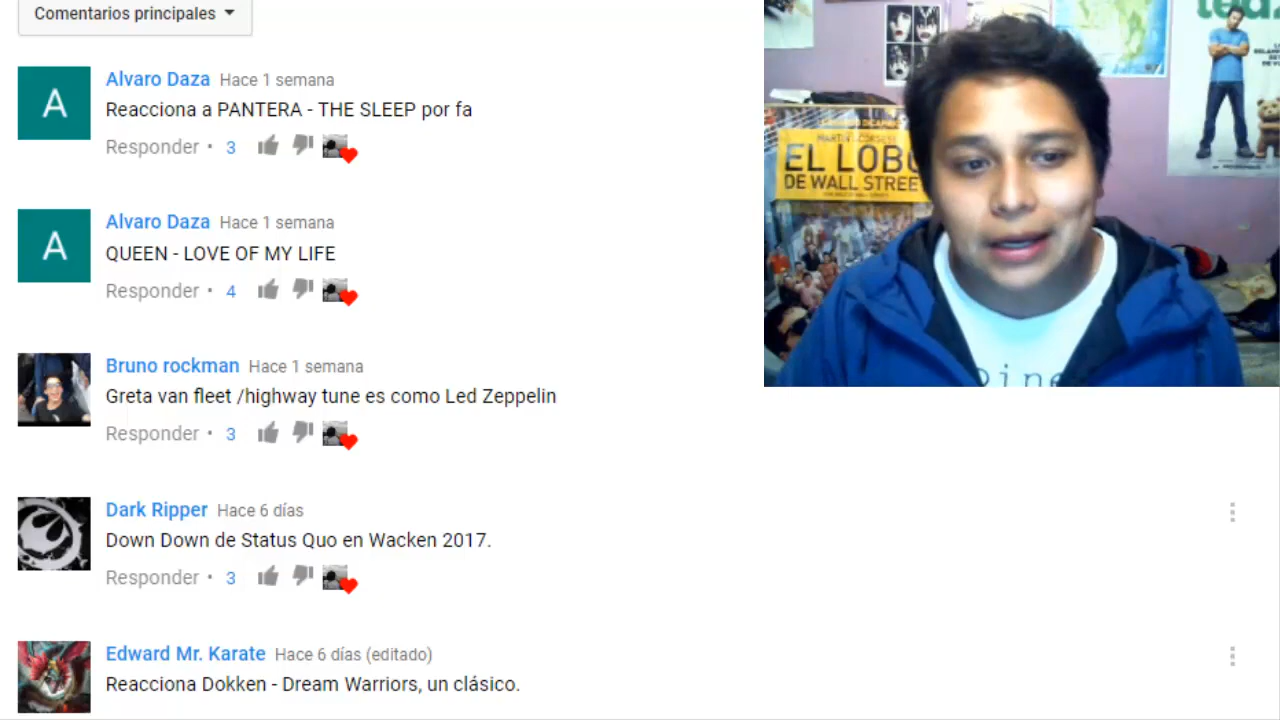 Comentarios principales
A
Alvaro Daza Hace 1 semana
Reacciona a PANTERA - THE SLEEP por fa
Responder • 3
A
Alvaro Daza Hace 1 semana
QUEEN - LOVE OF MY LIFE
Responder • 4
Bruno rockman Hace 1 semana
Greta van fleet /highway tune es como Led Zeppelin
Responder • 3
Dark Ripper Hace 6 días
Down Down de Status Quo en Wacken 2017.
Responder • 3
Edward Mr. Karate Hace 6 días (editado)
Reacciona Dokken - Dream Warriors, un clásico.
EL LOBO
DE WALL STREE